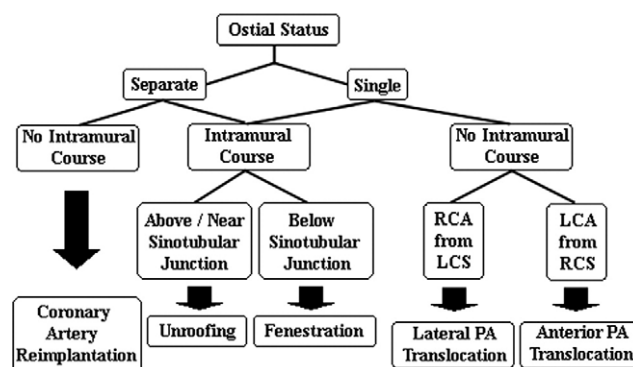 Ostial Status
Separate
Single
No Intramural
Course
Intramural
Course
No Intramural
Course
Above / Near
Sinotubular
Junction
Below
Sinotubular
Junction
RCA
from
LCS
LCA
from
RCS
Coronary
Artery
Reimplantation
Unroofing
Fenestration
Lateral PA
Translocation
Anterior PA
Translocation